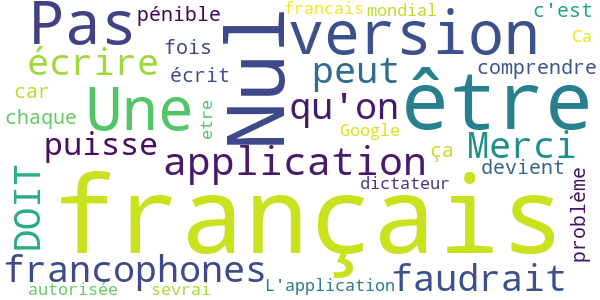 Pas
pénible
Nul
francais
mondial
c'est
version
Ca
fois
écrire
écrit
peut
comprendre
car
Une
chaque
etre
qu'on
être
Google
puisse
ça
Merci
application
devient
dictateur
problème
DOIT
français
francophones
faudrait
L'application
autorisée
sevrai